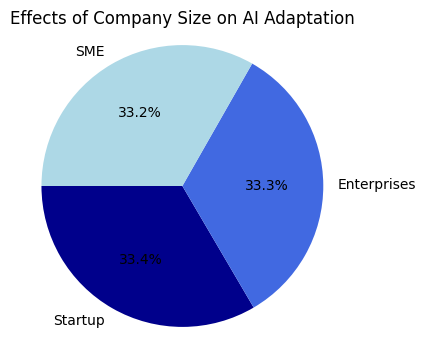 Effects of Company Size on AI Adaptation
SME
33.2%
33.3%
Enterprises
33.4%
Startup